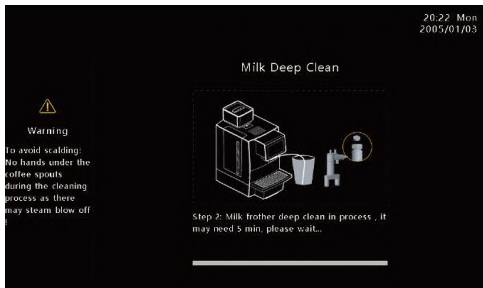 20:22 Mon
2005/01/03
Milk Deep Clean
Warning
To avoid scalding:
No hands under the
coffee spouts
during the cleaning
process as there
may steam blow off
!
Step 2: Milk frother deep clean in process , it
may need 5 min, please wait...